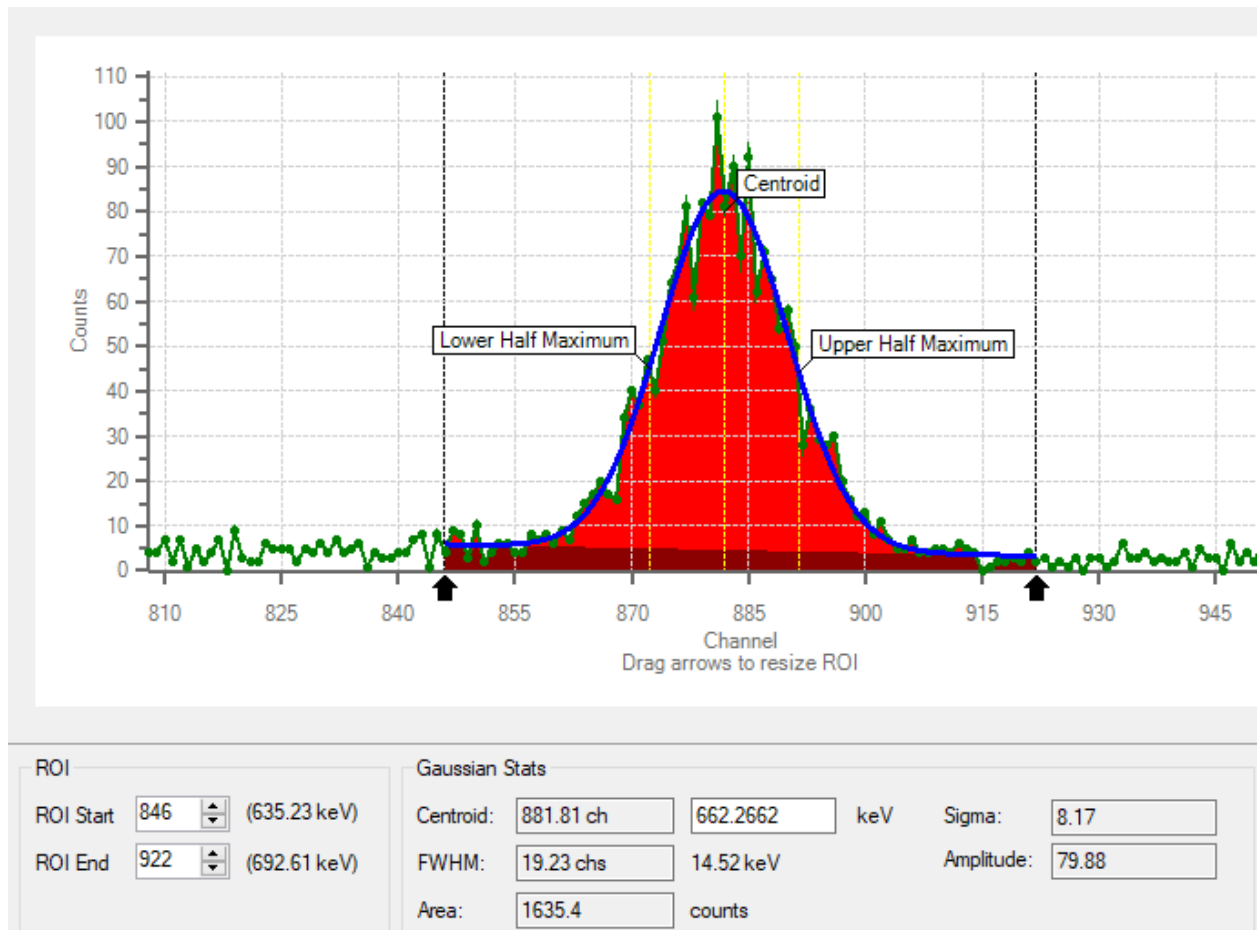 110
100
90
80
70
60
50
40
30
20
10
0
Counts
Centroid
Lower Half Maximum
Upper Half Maximum
810 825 840 855 870 885 900 915 930 945
Channel
Drag arrows to resize ROI
ROI
ROI Start 846 (635.23 keV)
ROI End 922 (692.61 keV)
Gaussian Stats
Centroid: 881.81 ch 662.2662 keV Sigma: 8.17
FWHM: 19.23 chs 14.52 keV Amplitude: 79.88
Area: 1635.4 counts